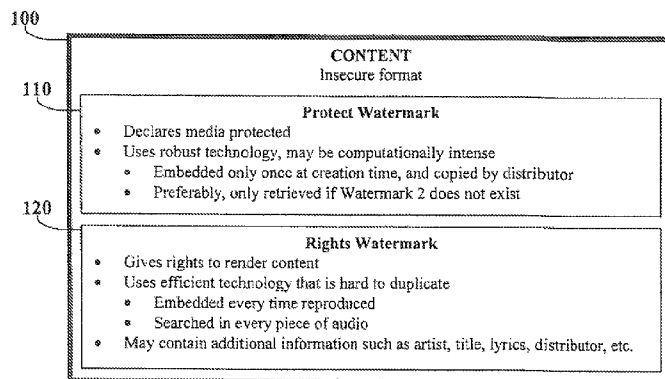 100
CONTENT
Insecure format
110
Protect Watermark
• Declares media protected
• Uses robust technology, may be computationally intense
• Embedded only once at creation time, and copied by distributor
• Preferably, only retrieved if Watermark 2 does not exist
120
Rights Watermark
• Gives rights to render content
• Uses efficient technology that is hard to duplicate
• Embedded every time reproduced
• Searched in every piece of audio
• May contain additional information such as artist, title, lyrics, distributor, etc.